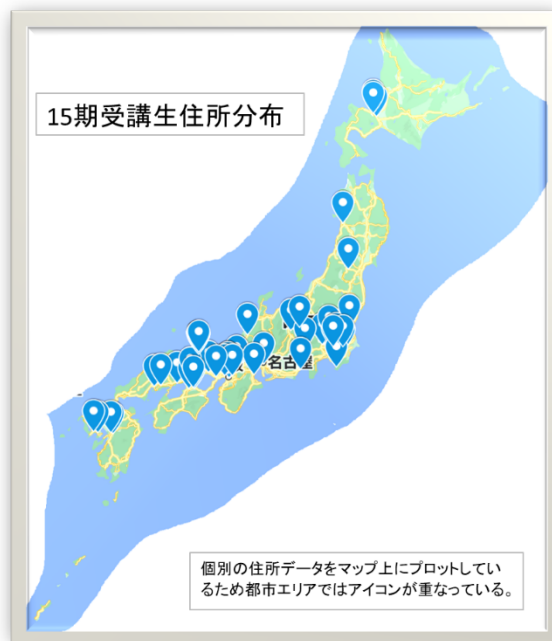 15期受講生住所分布
名古屋
個別の住所データをマップ上にプロットしてい
るため都市エリアではアイコンが重なっている。